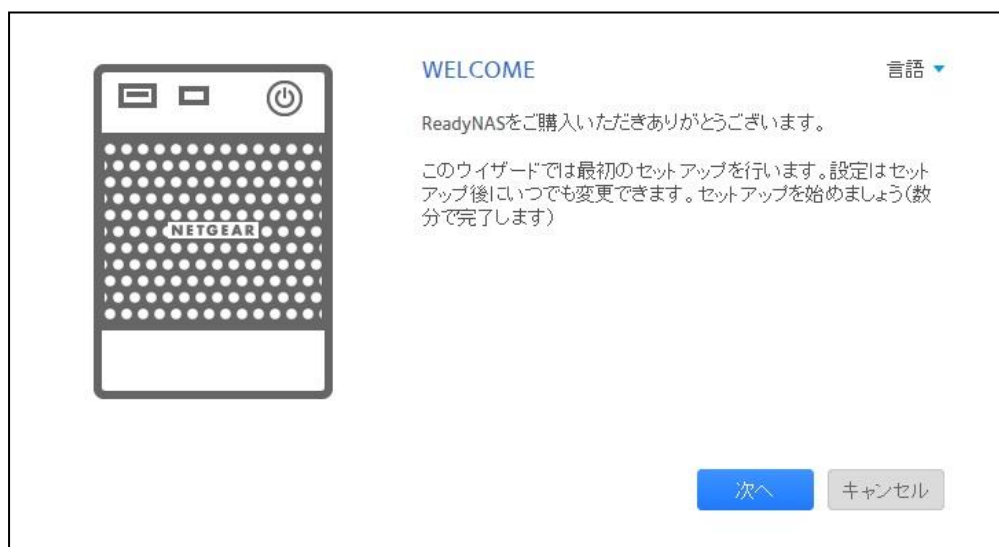 WELCOME
言語
ReadyNASをご購入いただきありがとうございます。
このウィザードでは最初のセットアップを行います。設定はセット
アップ後にいつでも変更できます。セットアップを始めましょう(数
分で完了します)
NETGEAR
次へ
キャンセル